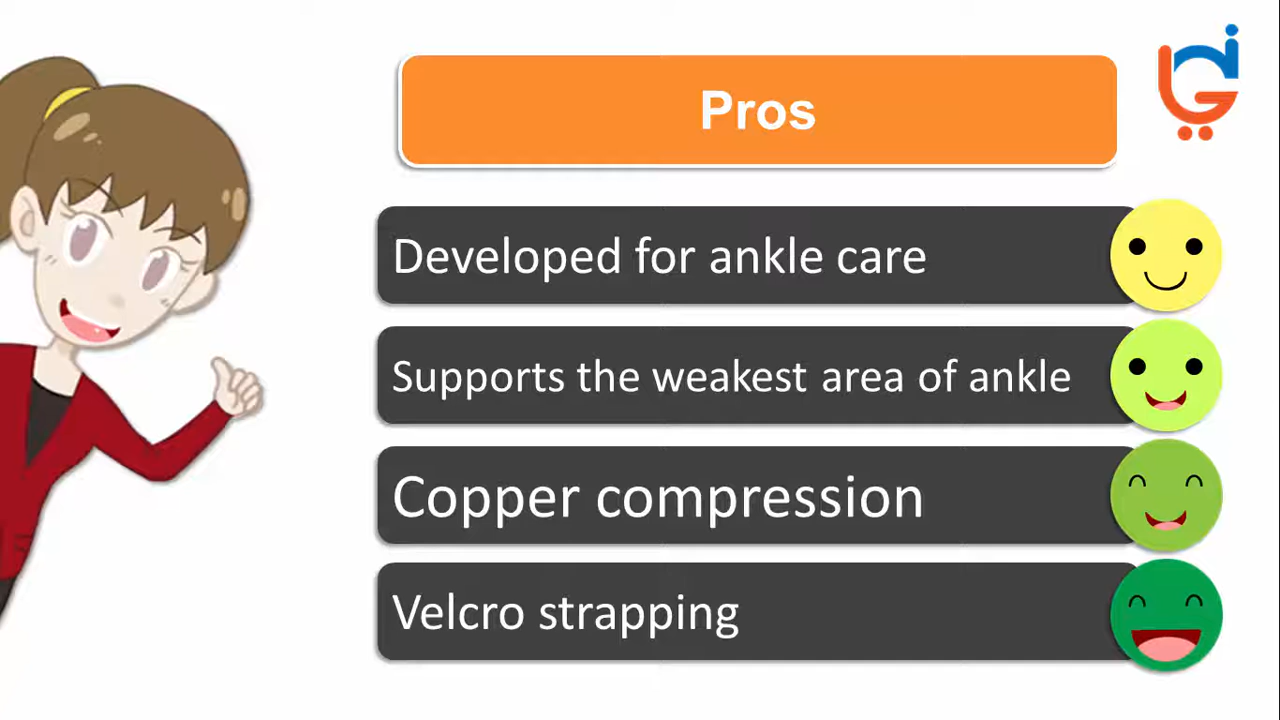 Pros
Developed for ankle care
Supports the weakest area of ankle
Copper compression
Velcro strapping